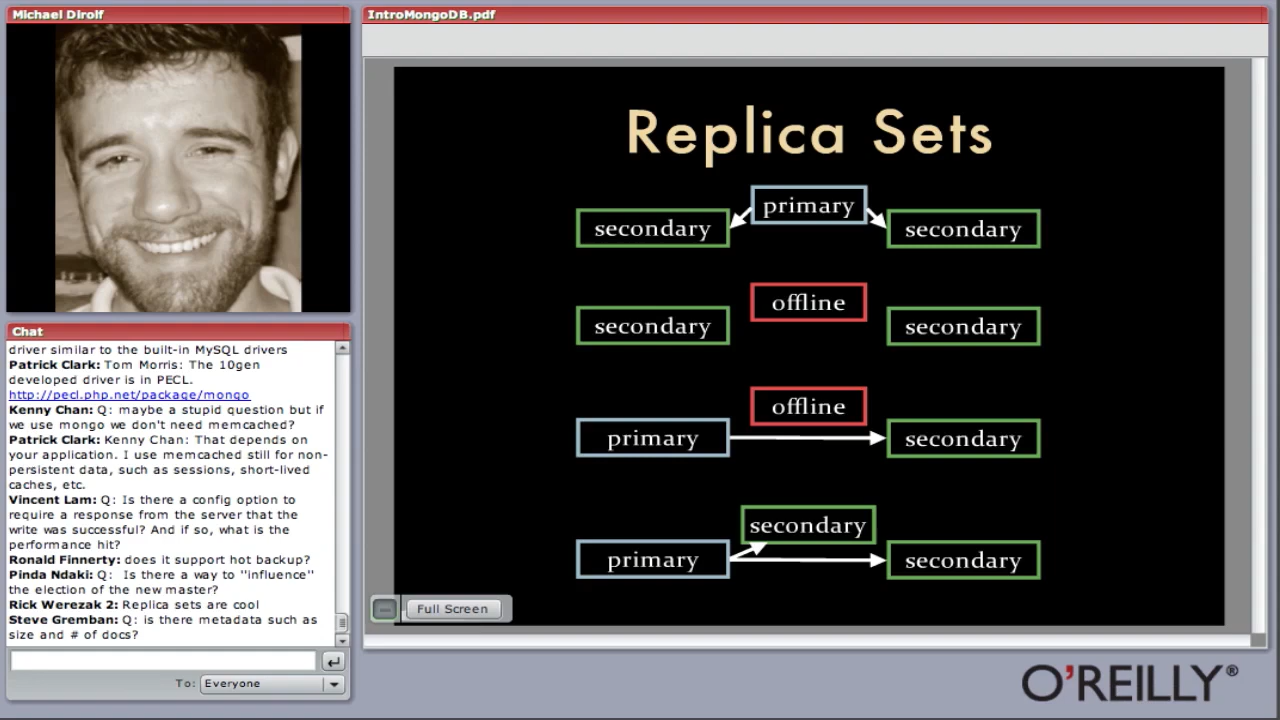 Michael Dirolf
IntroMongoDB.pdf
Replica Sets
primary
secondary
secondary
offline
secondary
secondary
offline
primary
secondary
secondary
primary
secondary
Full Screen
Chat
driver similar to the built-in MySQL drivers
Patrick Clark: Tom Morris: The 10gen
developed driver is in PECL.
http://pecl.php.net/package/mongo
Kenny Chan: Q: maybe a stupid question but if
we use mongo we don't need memcached?
Patrick Clark: Kenny Chan: That depends on
your application. I use memcached still for non-
persistent data, such as sessions, short-lived
caches, etc.
Vincent Lam: Q: Is there a config option to
require a response from the server that the
write was successful? And if so, what is the
performance hit?
Ronald Finnerty: does it support hot backup?
Pinda Ndaki: Q:  Is there a way to "influence"
the election of the new master?
Rick Werezak 2: Replica sets are cool
Steve Gremban: Q: is there metadata such as
size and # of docs?
To: Everyone
O'REILLY®